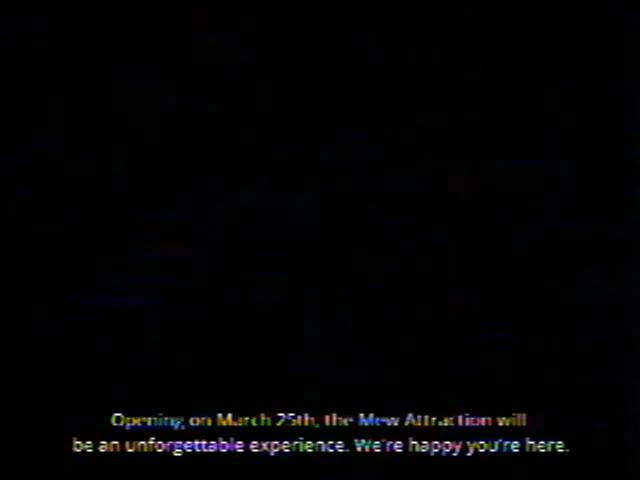 Opening on March 25th, the Mew Attraction will
be an unforgettable experience. We're happy you're here.